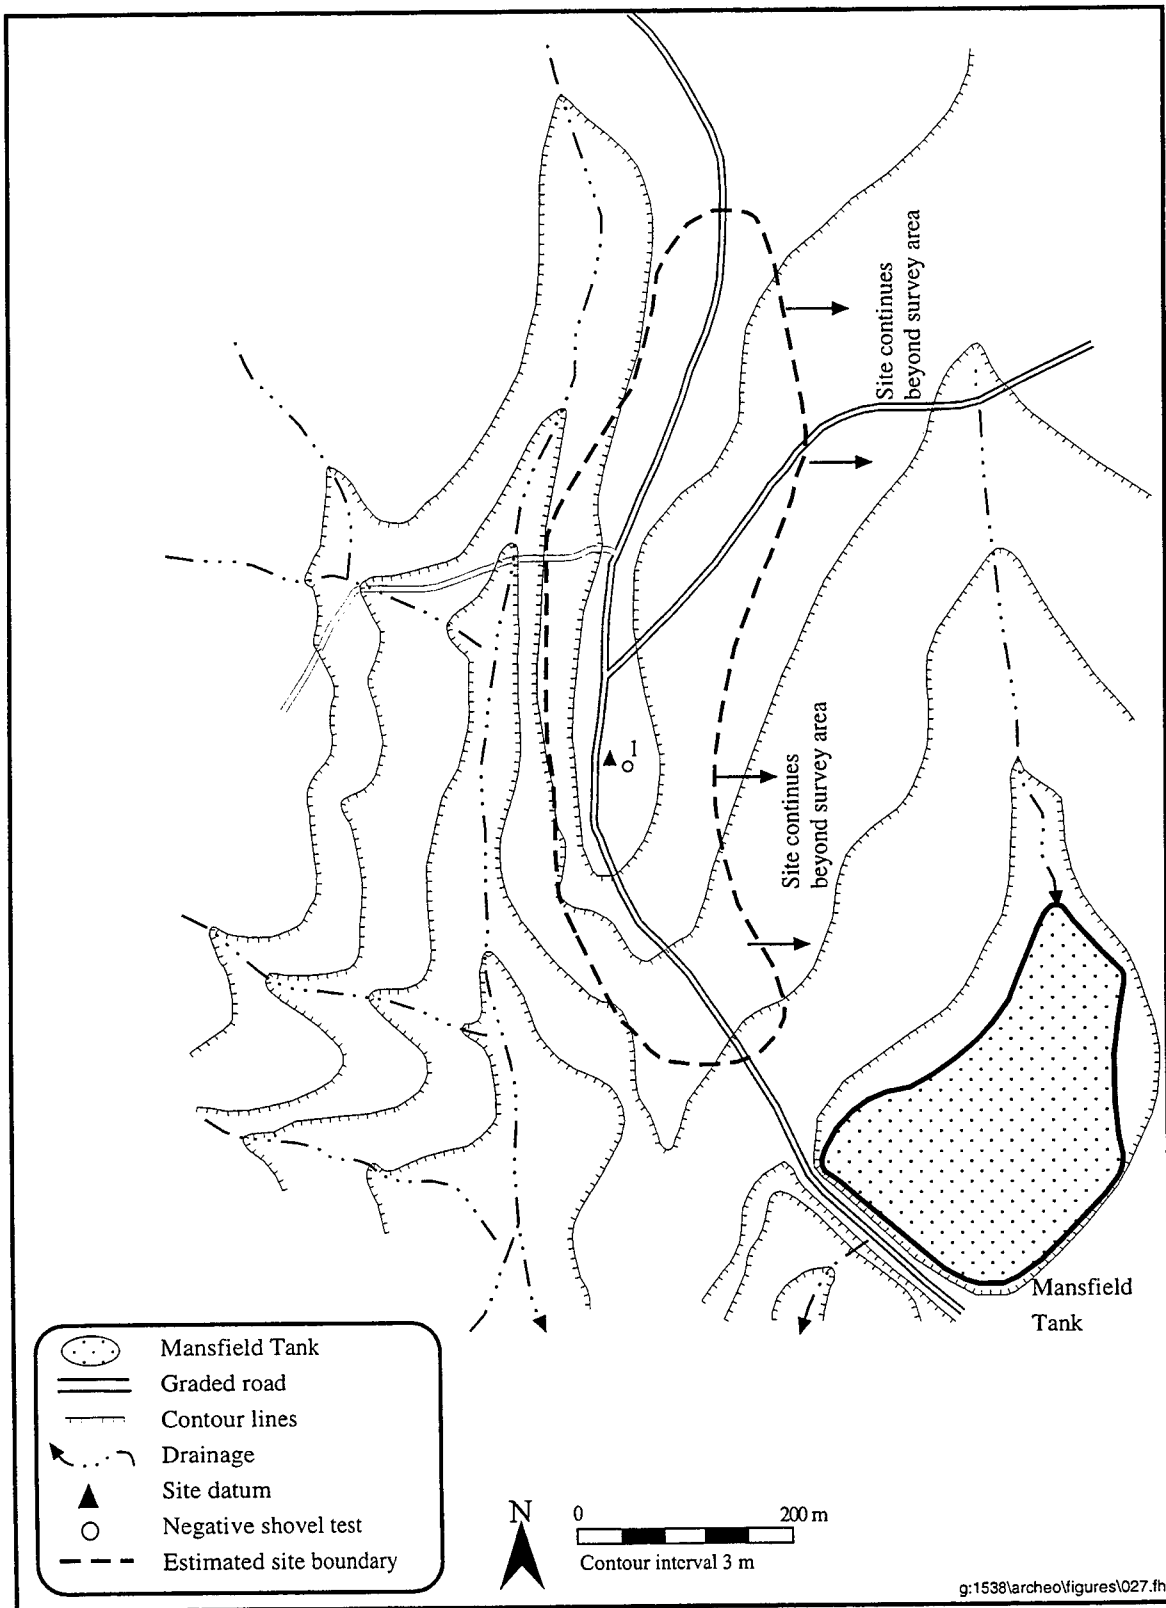 Site continues
beyond survey area
1
Site continues
beyond survey area
Mansfield
Tank
Mansfield Tank
Graded road
Contour lines
Drainage
Site datum
Negative shovel test
Estimated site boundary
N
0 200 m
Contour interval 3 m
g:1538\archeo\figures\027.fh